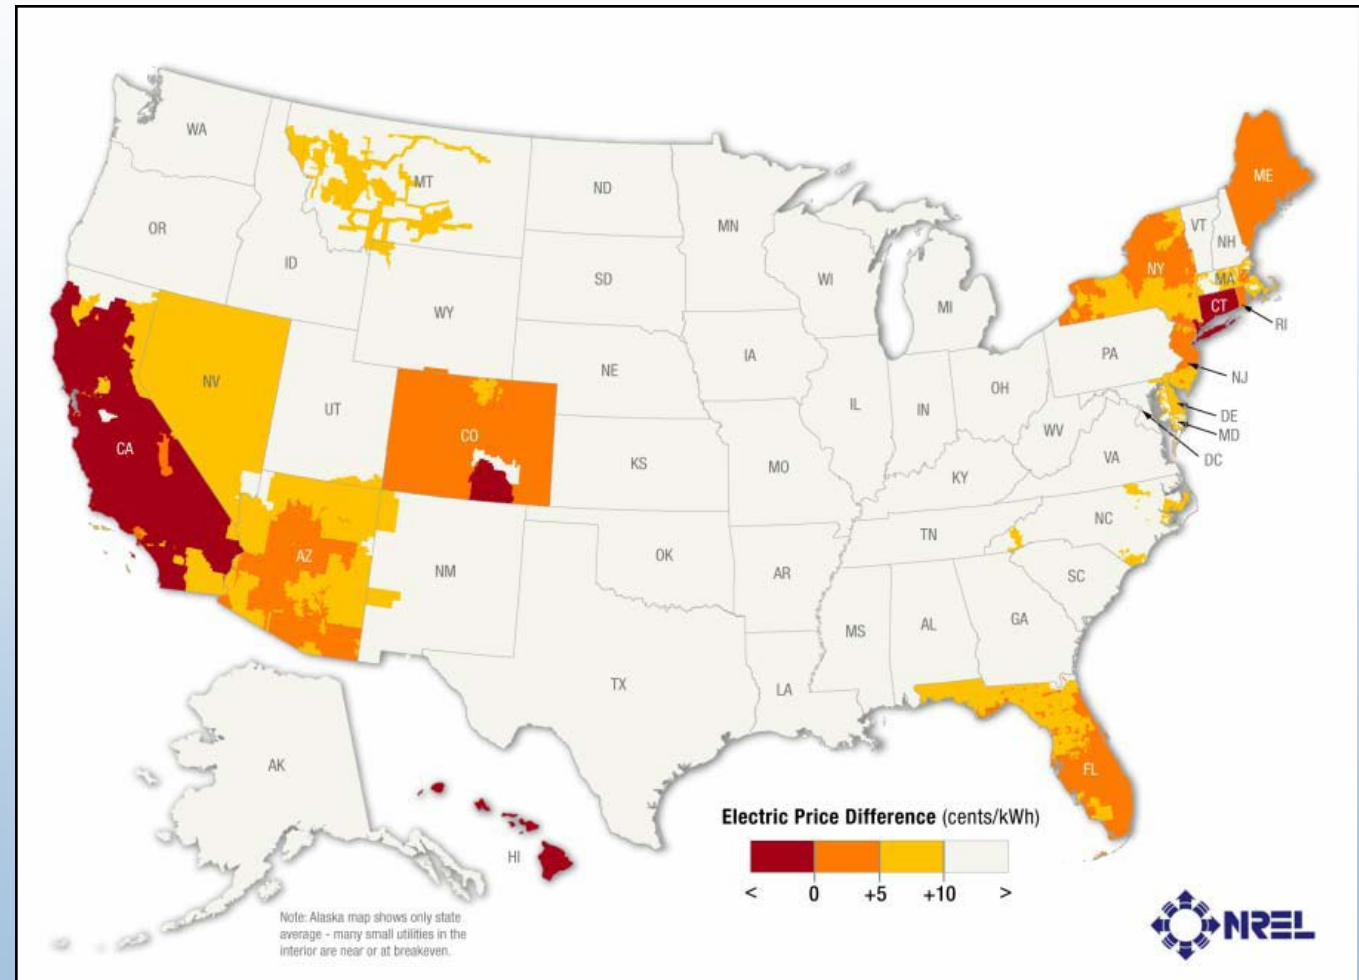 WA
MT
ND
MN
OR
ID
SD
WI
MI
WY
IA
NE
NV
UT
CO
CA
KS
MO
IL
IN
OH
PA
WV
VA
KY
ME
VT
NH
NY
MA
CT
RI
NJ
DE
MD
DC
AZ
NM
OK
AR
TN
NC
SC
MS
AL
GA
TX
LA
FL
AK
HI
Electric Price Difference (cents/kWh)
< 0 +5 +10 >
Note: Alaska map shows only state
average - many small utilities in the
interior are near or at breakeven.
NREL